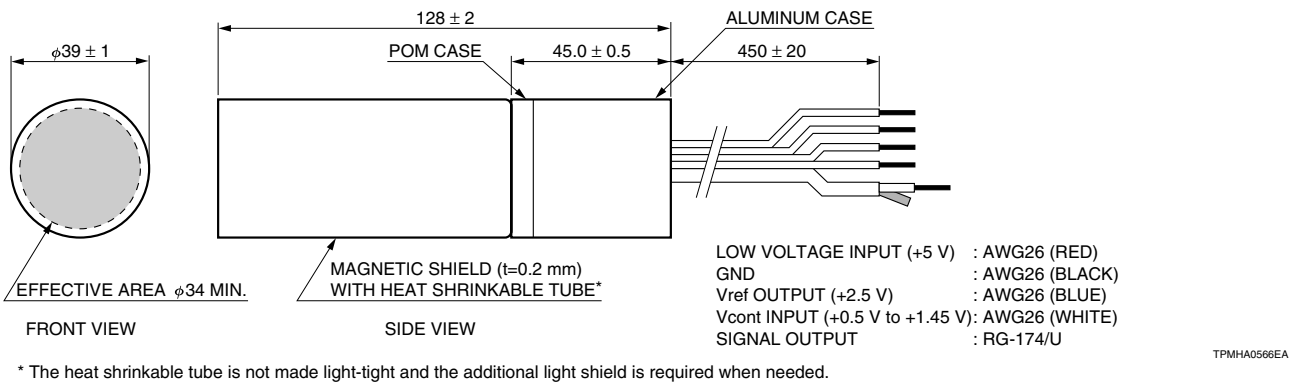 128 ± 2
ALUMINUM CASE
φ39 ± 1
POM CASE
45.0 ± 0.5
450 ± 20
EFFECTIVE AREA φ34 MIN.
MAGNETIC SHIELD (t=0.2 mm)
WITH HEAT SHRINKABLE TUBE*
FRONT VIEW
SIDE VIEW
LOW VOLTAGE INPUT (+5 V) : AWG26 (RED)
GND : AWG26 (BLACK)
Vref OUTPUT (+2.5 V) : AWG26 (BLUE)
Vcont INPUT (+0.5 V to +1.45 V): AWG26 (WHITE)
SIGNAL OUTPUT : RG-174/U
TPMHA0566EA
* The heat shrinkable tube is not made light-tight and the additional light shield is required when needed.